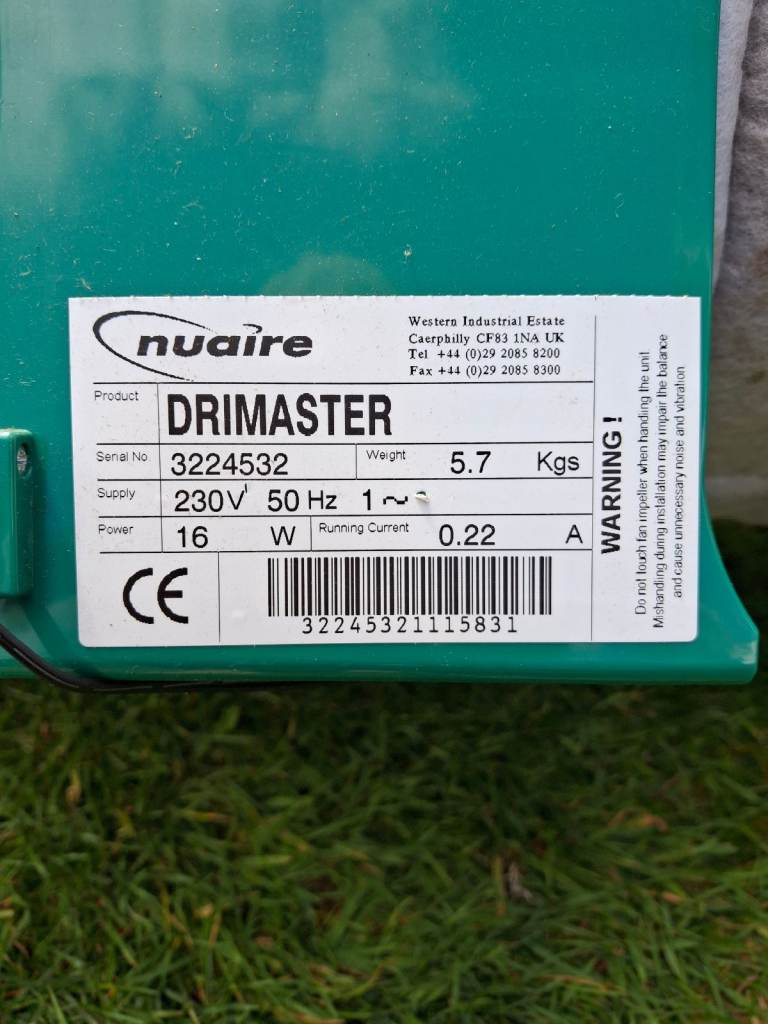 nuaire
Western Industrial Estate
Caerphilly CF83 1NA UK
Tel +44 (0)29 2085 8200
Fax +44 (0)29 2085 8300
Product DRIMASTER
Serial No. 3224532 Weight 5.7 Kgs
Supply 230V 50 Hz 1 ~
Power 16 W Running Current 0.22 A
CE
32245321115831
WARNING !
Do not touch fan impeller when handing the unit
Mishandling during installation may impair the balance
and cause unnecessary noise and vibration